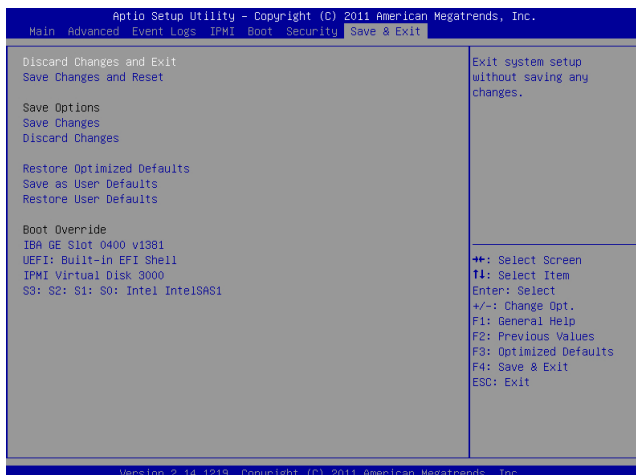 Aptio Setup Utility – Copyright (C) 2011 American Megatrends, Inc.
Main Advanced Event Logs IPMI Boot Security Save & Exit
Discard Changes and Exit
Save Changes and Reset
Save Options
Save Changes
Discard Changes
Restore Optimized Defaults
Save as User Defaults
Restore User Defaults
Boot Override
IBA GE Slot 0400 v1381
UEFI: Built-in EFI Shell
IPMI Virtual Disk 3000
S3: S2: S1: S0: Intel IntelSAS1
Exit system setup
without saving any
changes.
→←: Select Screen
↑↓: Select Item
Enter: Select
+/-: Change Opt.
F1: General Help
F2: Previous Values
F3: Optimized Defaults
F4: Save & Exit
ESC: Exit
Version 2.14.1219. Copyright (C) 2011 American Megatrends, Inc.